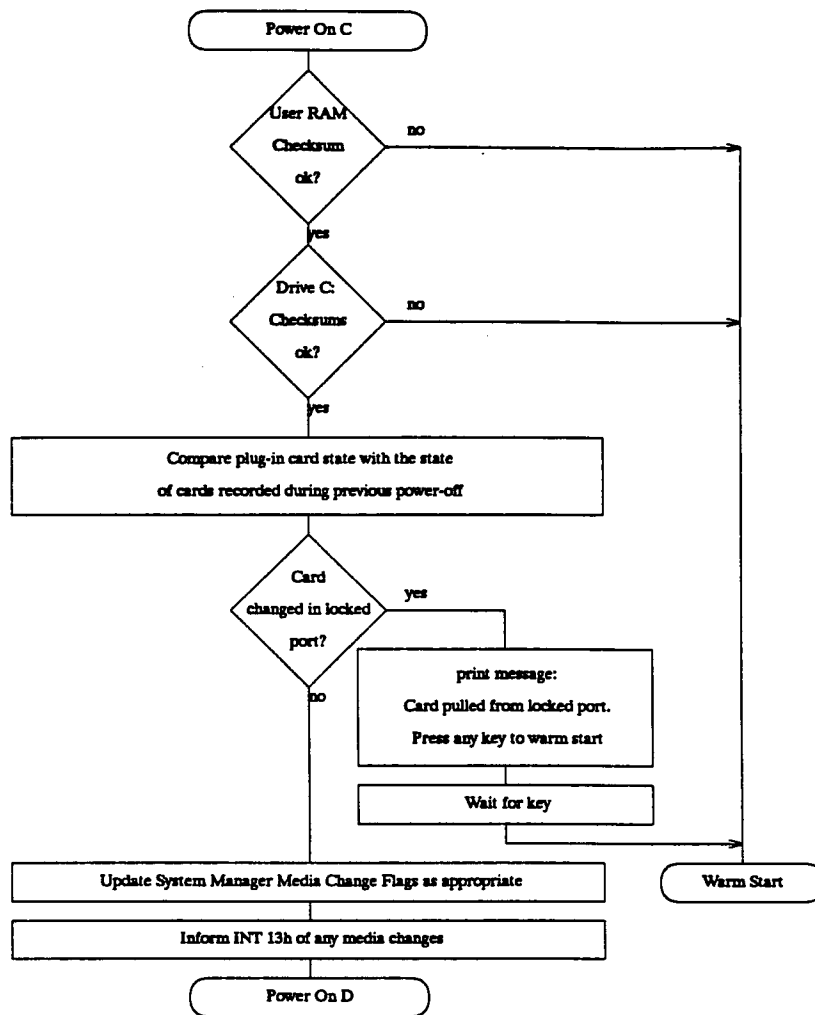 Power On C
User RAM
Checksum
ok?
no
yes
Drive C:
Checksums
ok?
no
yes
Compare plug-in card state with the state
of cards recorded during previous power-off
Card
changed in locked
port?
yes
no
print message:
Card pulled from locked port.
Press any key to warm start
Wait for key
Update System Manager Media Change Flags as appropriate
Warm Start
Inform INT 13h of any media changes
Power On D